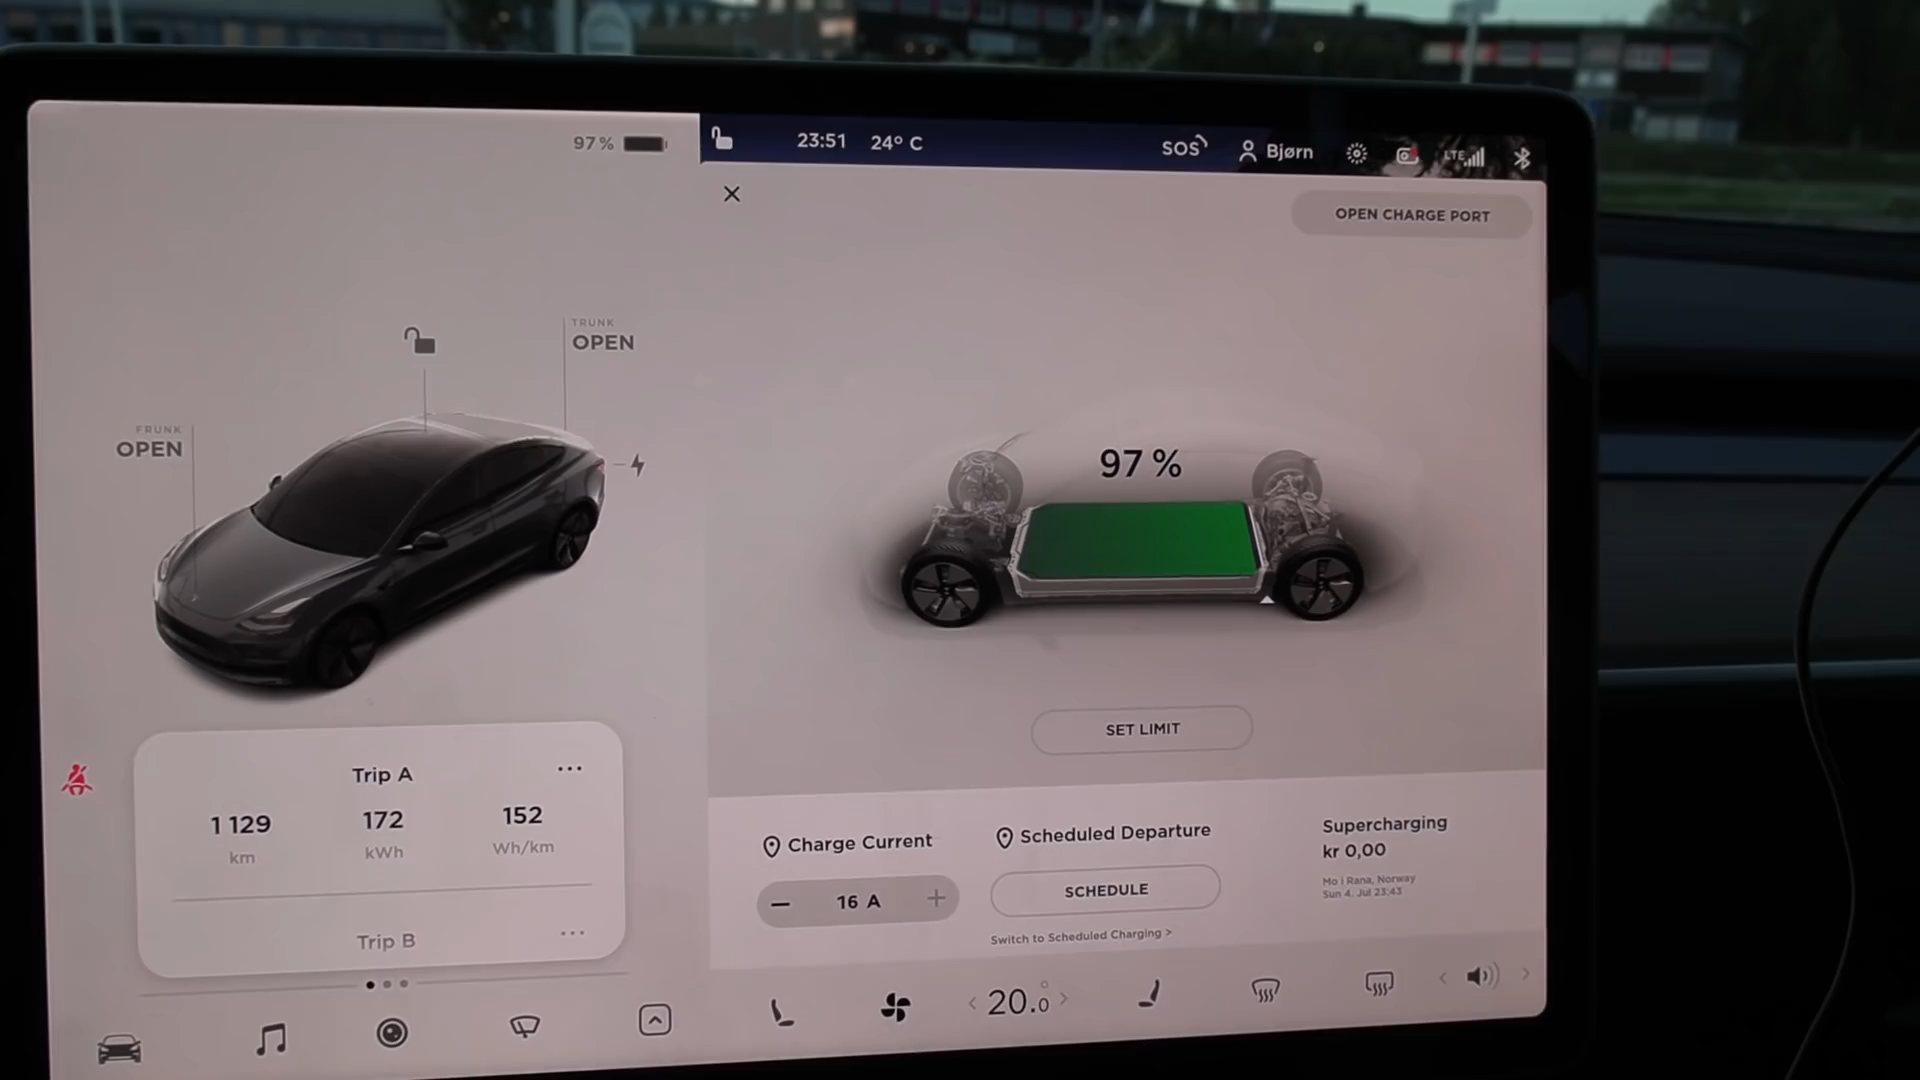 97 %
23:51 24° C SOS Bjørn LTE
OPEN CHARGE PORT
TRUNK
OPEN
FRUNK
OPEN
97 %
SET LIMIT
Trip A ...
1 129 172 152
km kWh Wh/km
Trip B ...
Charge Current
16 A
Scheduled Departure
SCHEDULE
Switch to Scheduled Charging >
Supercharging
kr 0,00
Mo i Rana, Norway
Sun 4. Jul 23:43
< 20.0 >